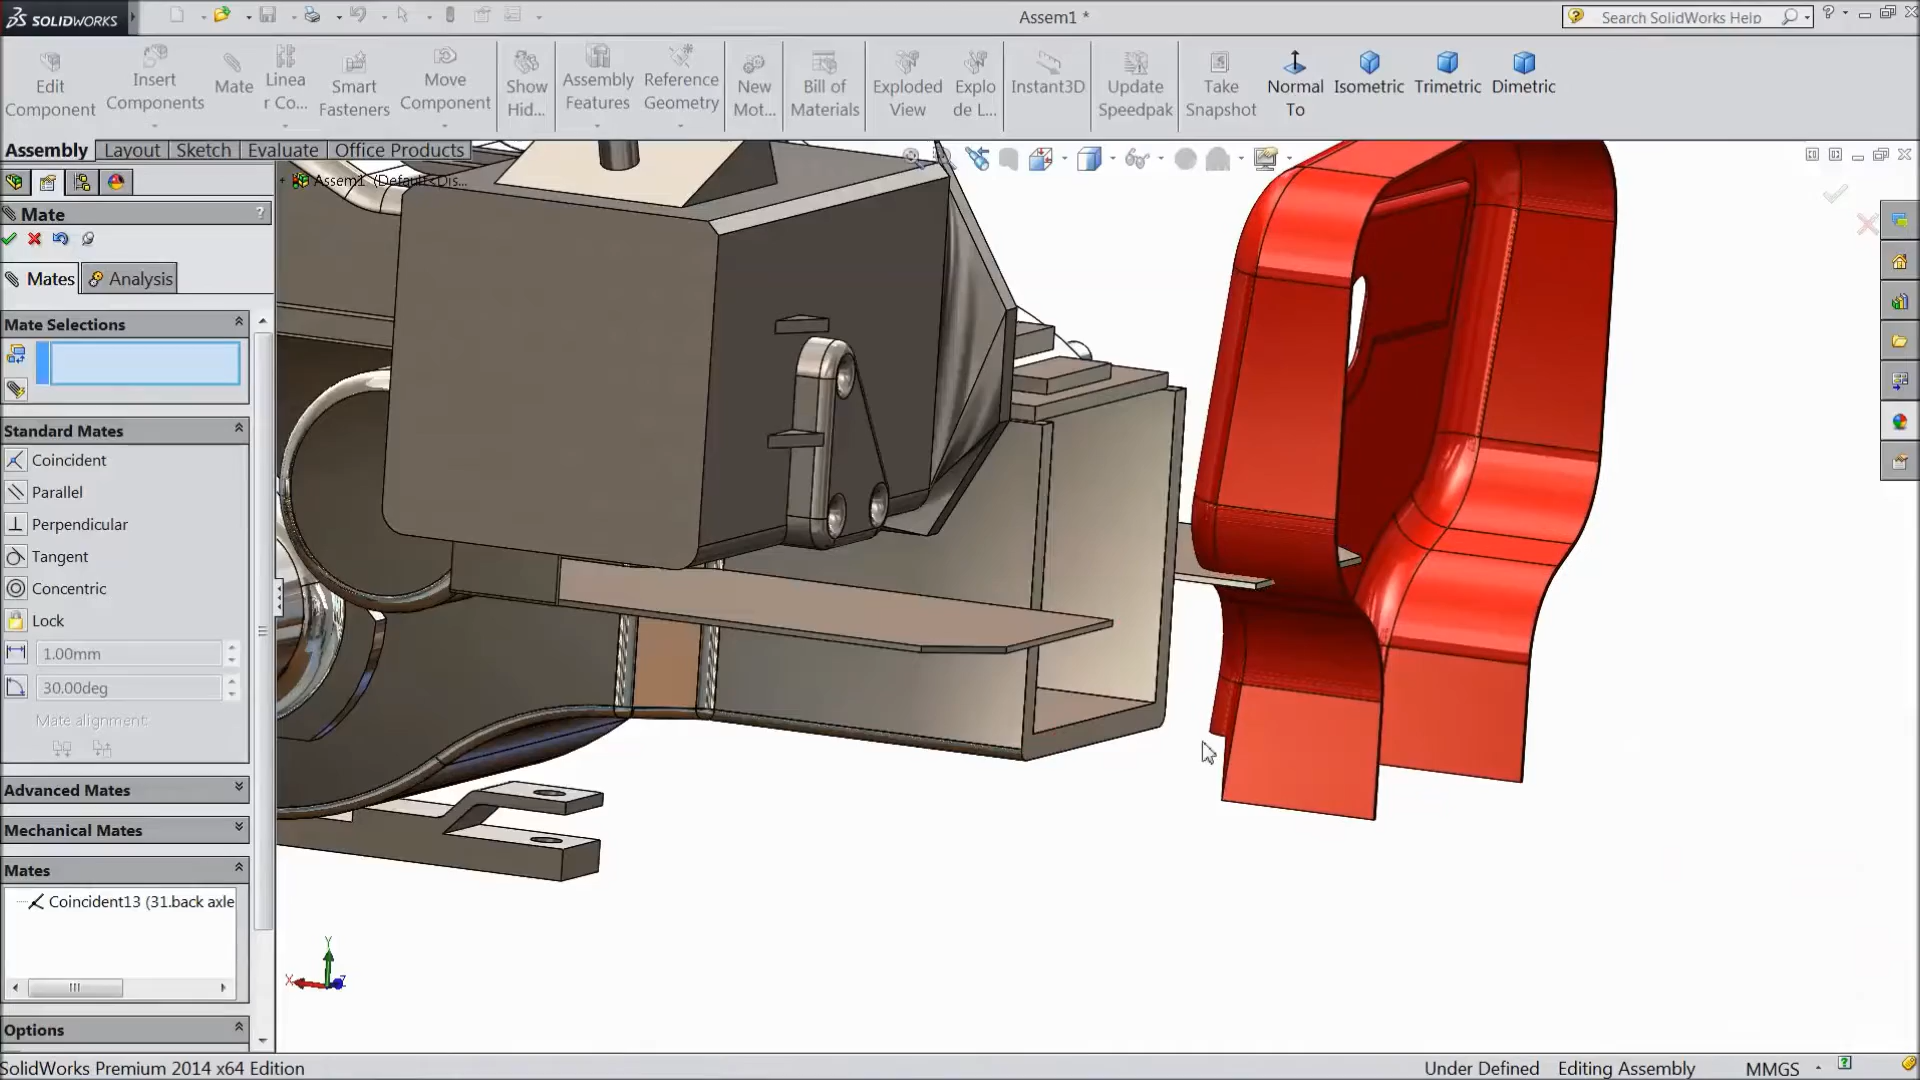 SOLIDWORKS
Assem1 *
Search SolidWorks Help
Edit Component
Insert Components
Mate
Linea r Co...
Smart Fasteners
Move Component
Show Hid...
Assembly Features
Reference Geometry
New Mot...
Bill of Materials
Exploded View
Explo de L...
Instant3D
Update Speedpak
Take Snapshot
Normal To
Isometric
Trimetric
Dimetric
Assembly Layout Sketch Evaluate Office Products
Assem1 (Default<Dis...
Mate ?
Mates Analysis
Mate Selections
Standard Mates
Coincident
Parallel
Perpendicular
Tangent
Concentric
Lock
1.00mm
30.00deg
Mate alignment:
Advanced Mates
Mechanical Mates
Mates
Coincident13 (31.back axle
Options
Y
X
Z
SolidWorks Premium 2014 x64 Edition
Under Defined Editing Assembly MMGS